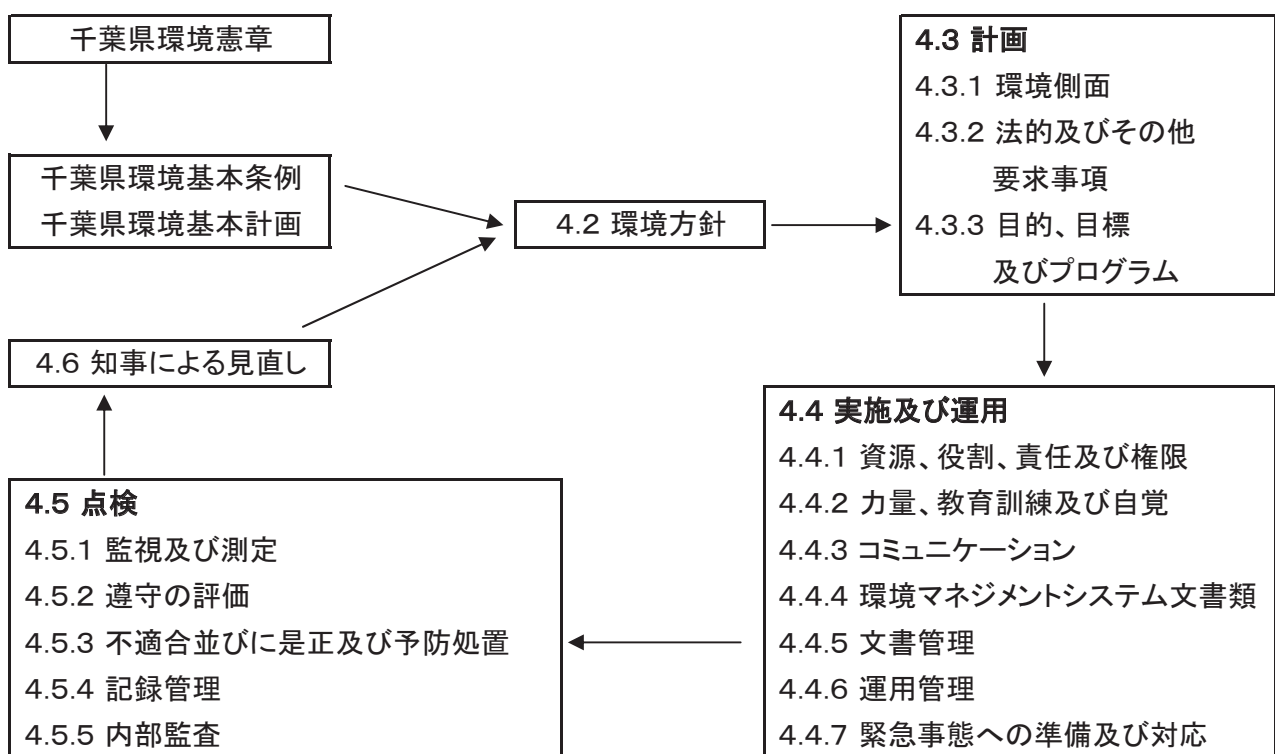 千葉県環境憲章
千葉県環境基本条例
千葉県環境基本計画
4.2 環境方針
4.3 計画
4.3.1 環境側面
4.3.2 法的及びその他
要求事項
4.3.3 目的、目標
及びプログラム
4.6 知事による見直し
4.4 実施及び運用
4.4.1 資源、役割、責任及び権限
4.4.2 力量、教育訓練及び自覚
4.4.3 コミュニケーション
4.4.4 環境マネジメントシステム文書類
4.4.5 文書管理
4.4.6 運用管理
4.4.7 緊急事態への準備及び対応
4.5 点検
4.5.1 監視及び測定
4.5.2 遵守の評価
4.5.3 不適合並びに是正及び予防処置
4.5.4 記録管理
4.5.5 内部監査